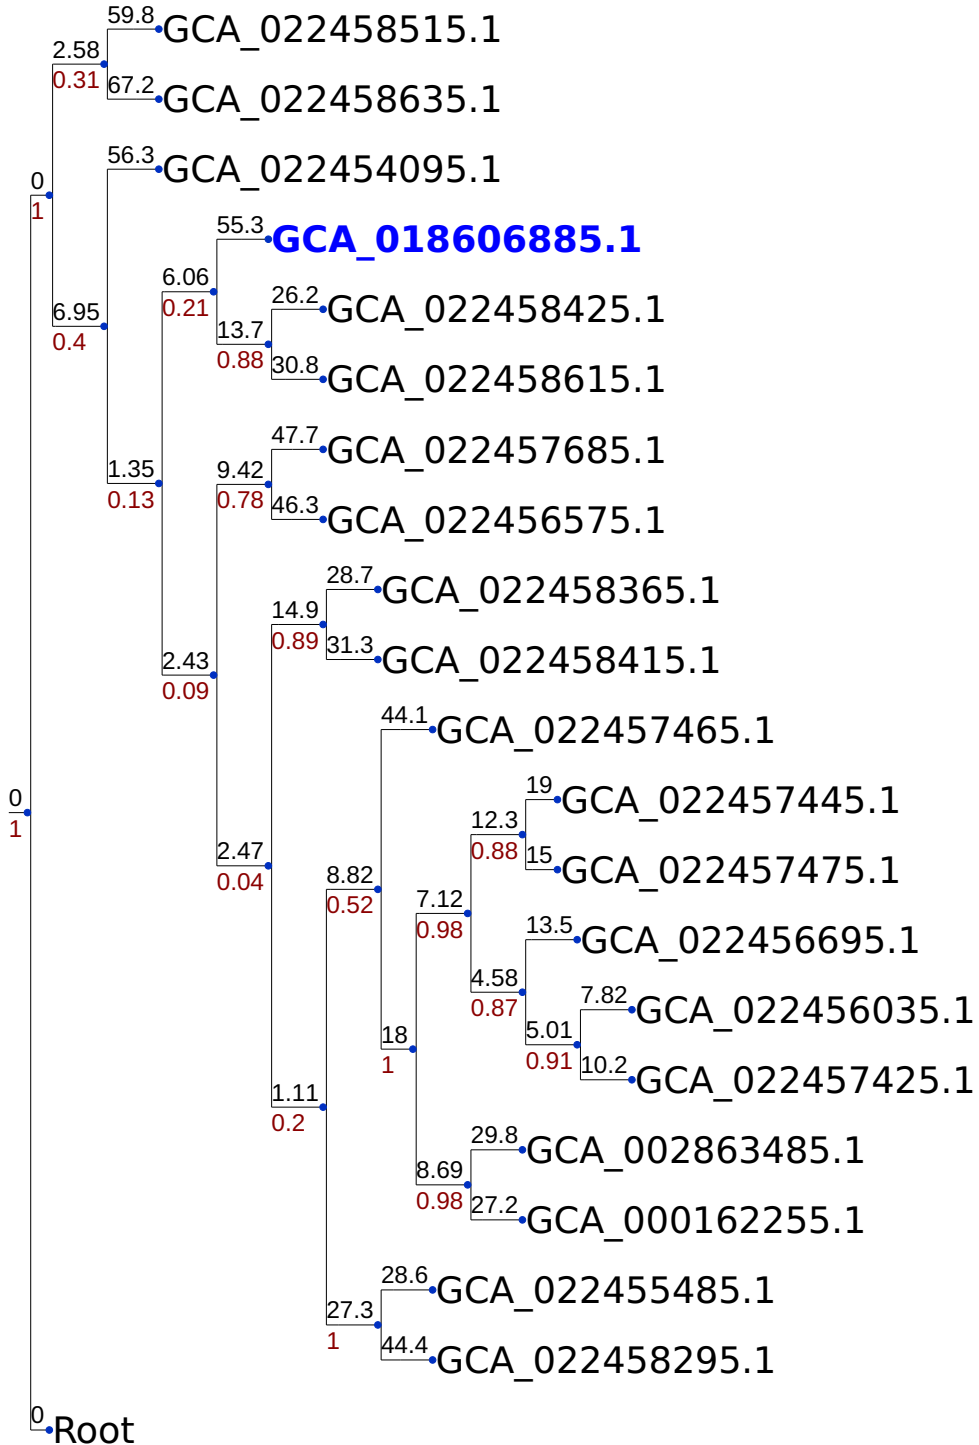 59.8
GCA_022458515.1
2.58
0.31
67.2
GCA_022458635.1
56.3
GCA_022454095.1
0
1
55.3
GCA_018606885.1
6.06
0.21
26.2
GCA_022458425.1
6.95
0.4
13.7
0.88
30.8
GCA_022458615.1
47.7
GCA_022457685.1
1.35
0.13
9.42
0.78
46.3
GCA_022456575.1
28.7
GCA_022458365.1
14.9
0.89
31.3
GCA_022458415.1
2.43
0.09
44.1
GCA_022457465.1
19
GCA_022457445.1
0
1
12.3
0.88
15
GCA_022457475.1
2.47
0.04
8.82
0.52
7.12
0.98
13.5
GCA_022456695.1
4.58
0.87
7.82
GCA_022456035.1
18
1
5.01
0.91
10.2
GCA_022457425.1
1.11
0.2
29.8
GCA_002863485.1
8.69
0.98
27.2
GCA_000162255.1
28.6
GCA_022455485.1
27.3
1
44.4
GCA_022458295.1
0
Root